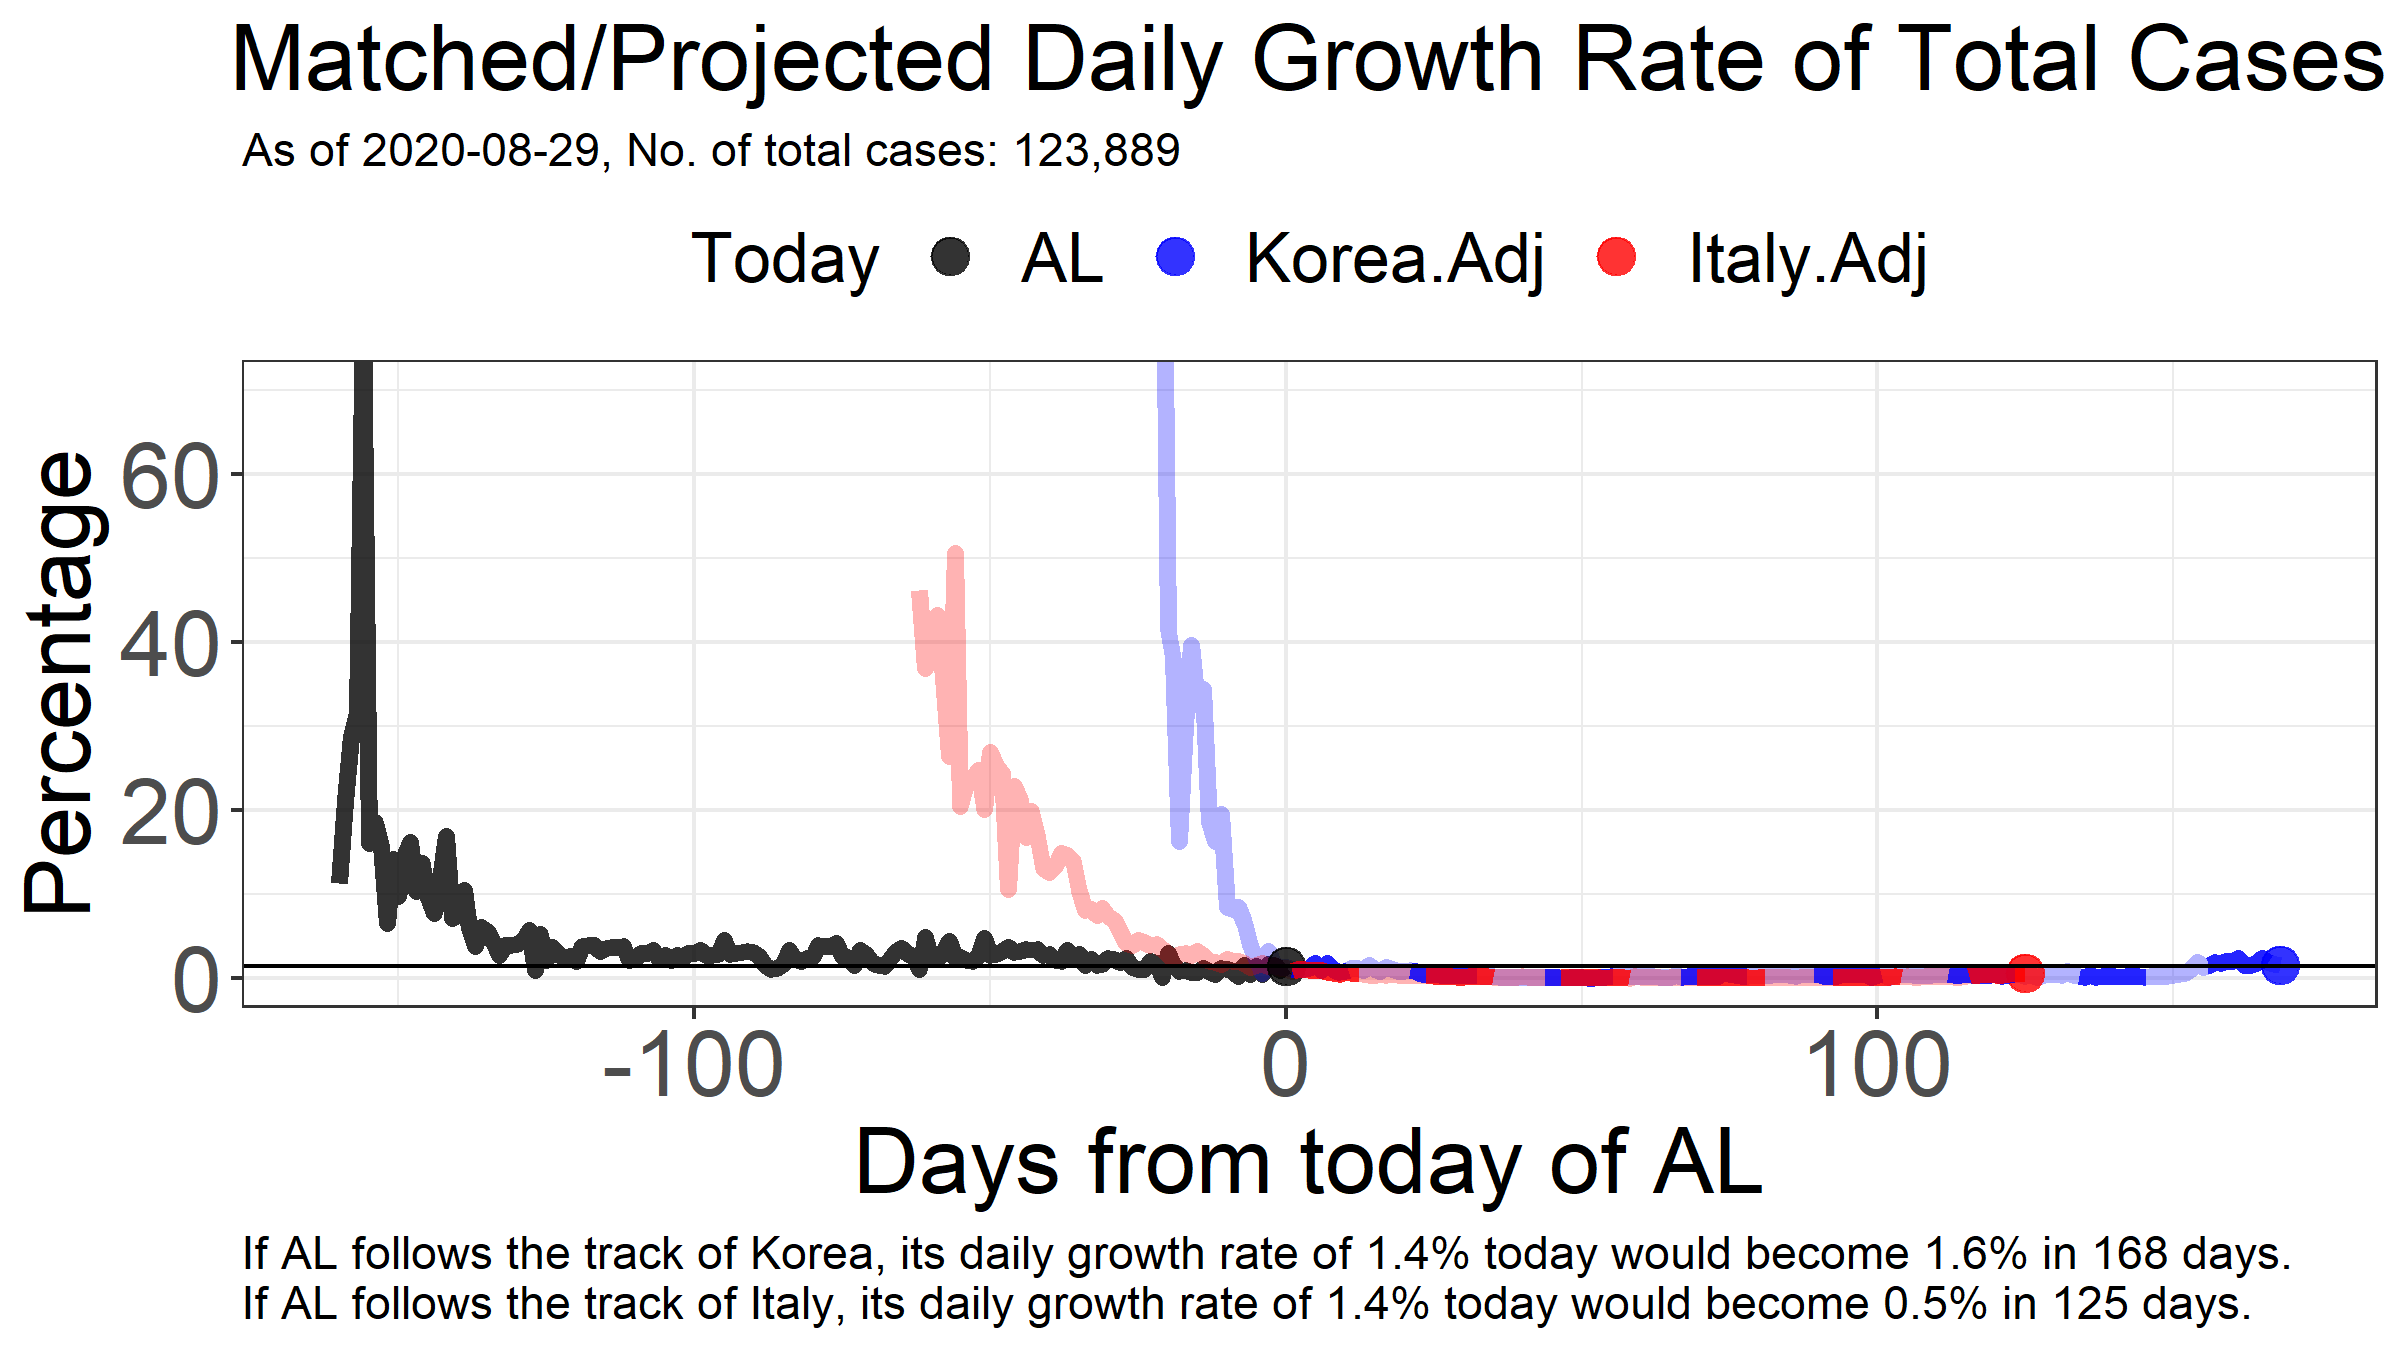 Matched/Projected Daily Growth Rate of Total Cases
As of 2020-08-29, No. of total cases: 123,889
Today AL Korea.Adj Italy.Adj
Percentage
60
40
20
0
-100 0 100
Days from today of AL
If AL follows the track of Korea, its daily growth rate of 1.4% today would become 1.6% in 168 days.
If AL follows the track of Italy, its daily growth rate of 1.4% today would become 0.5% in 125 days.